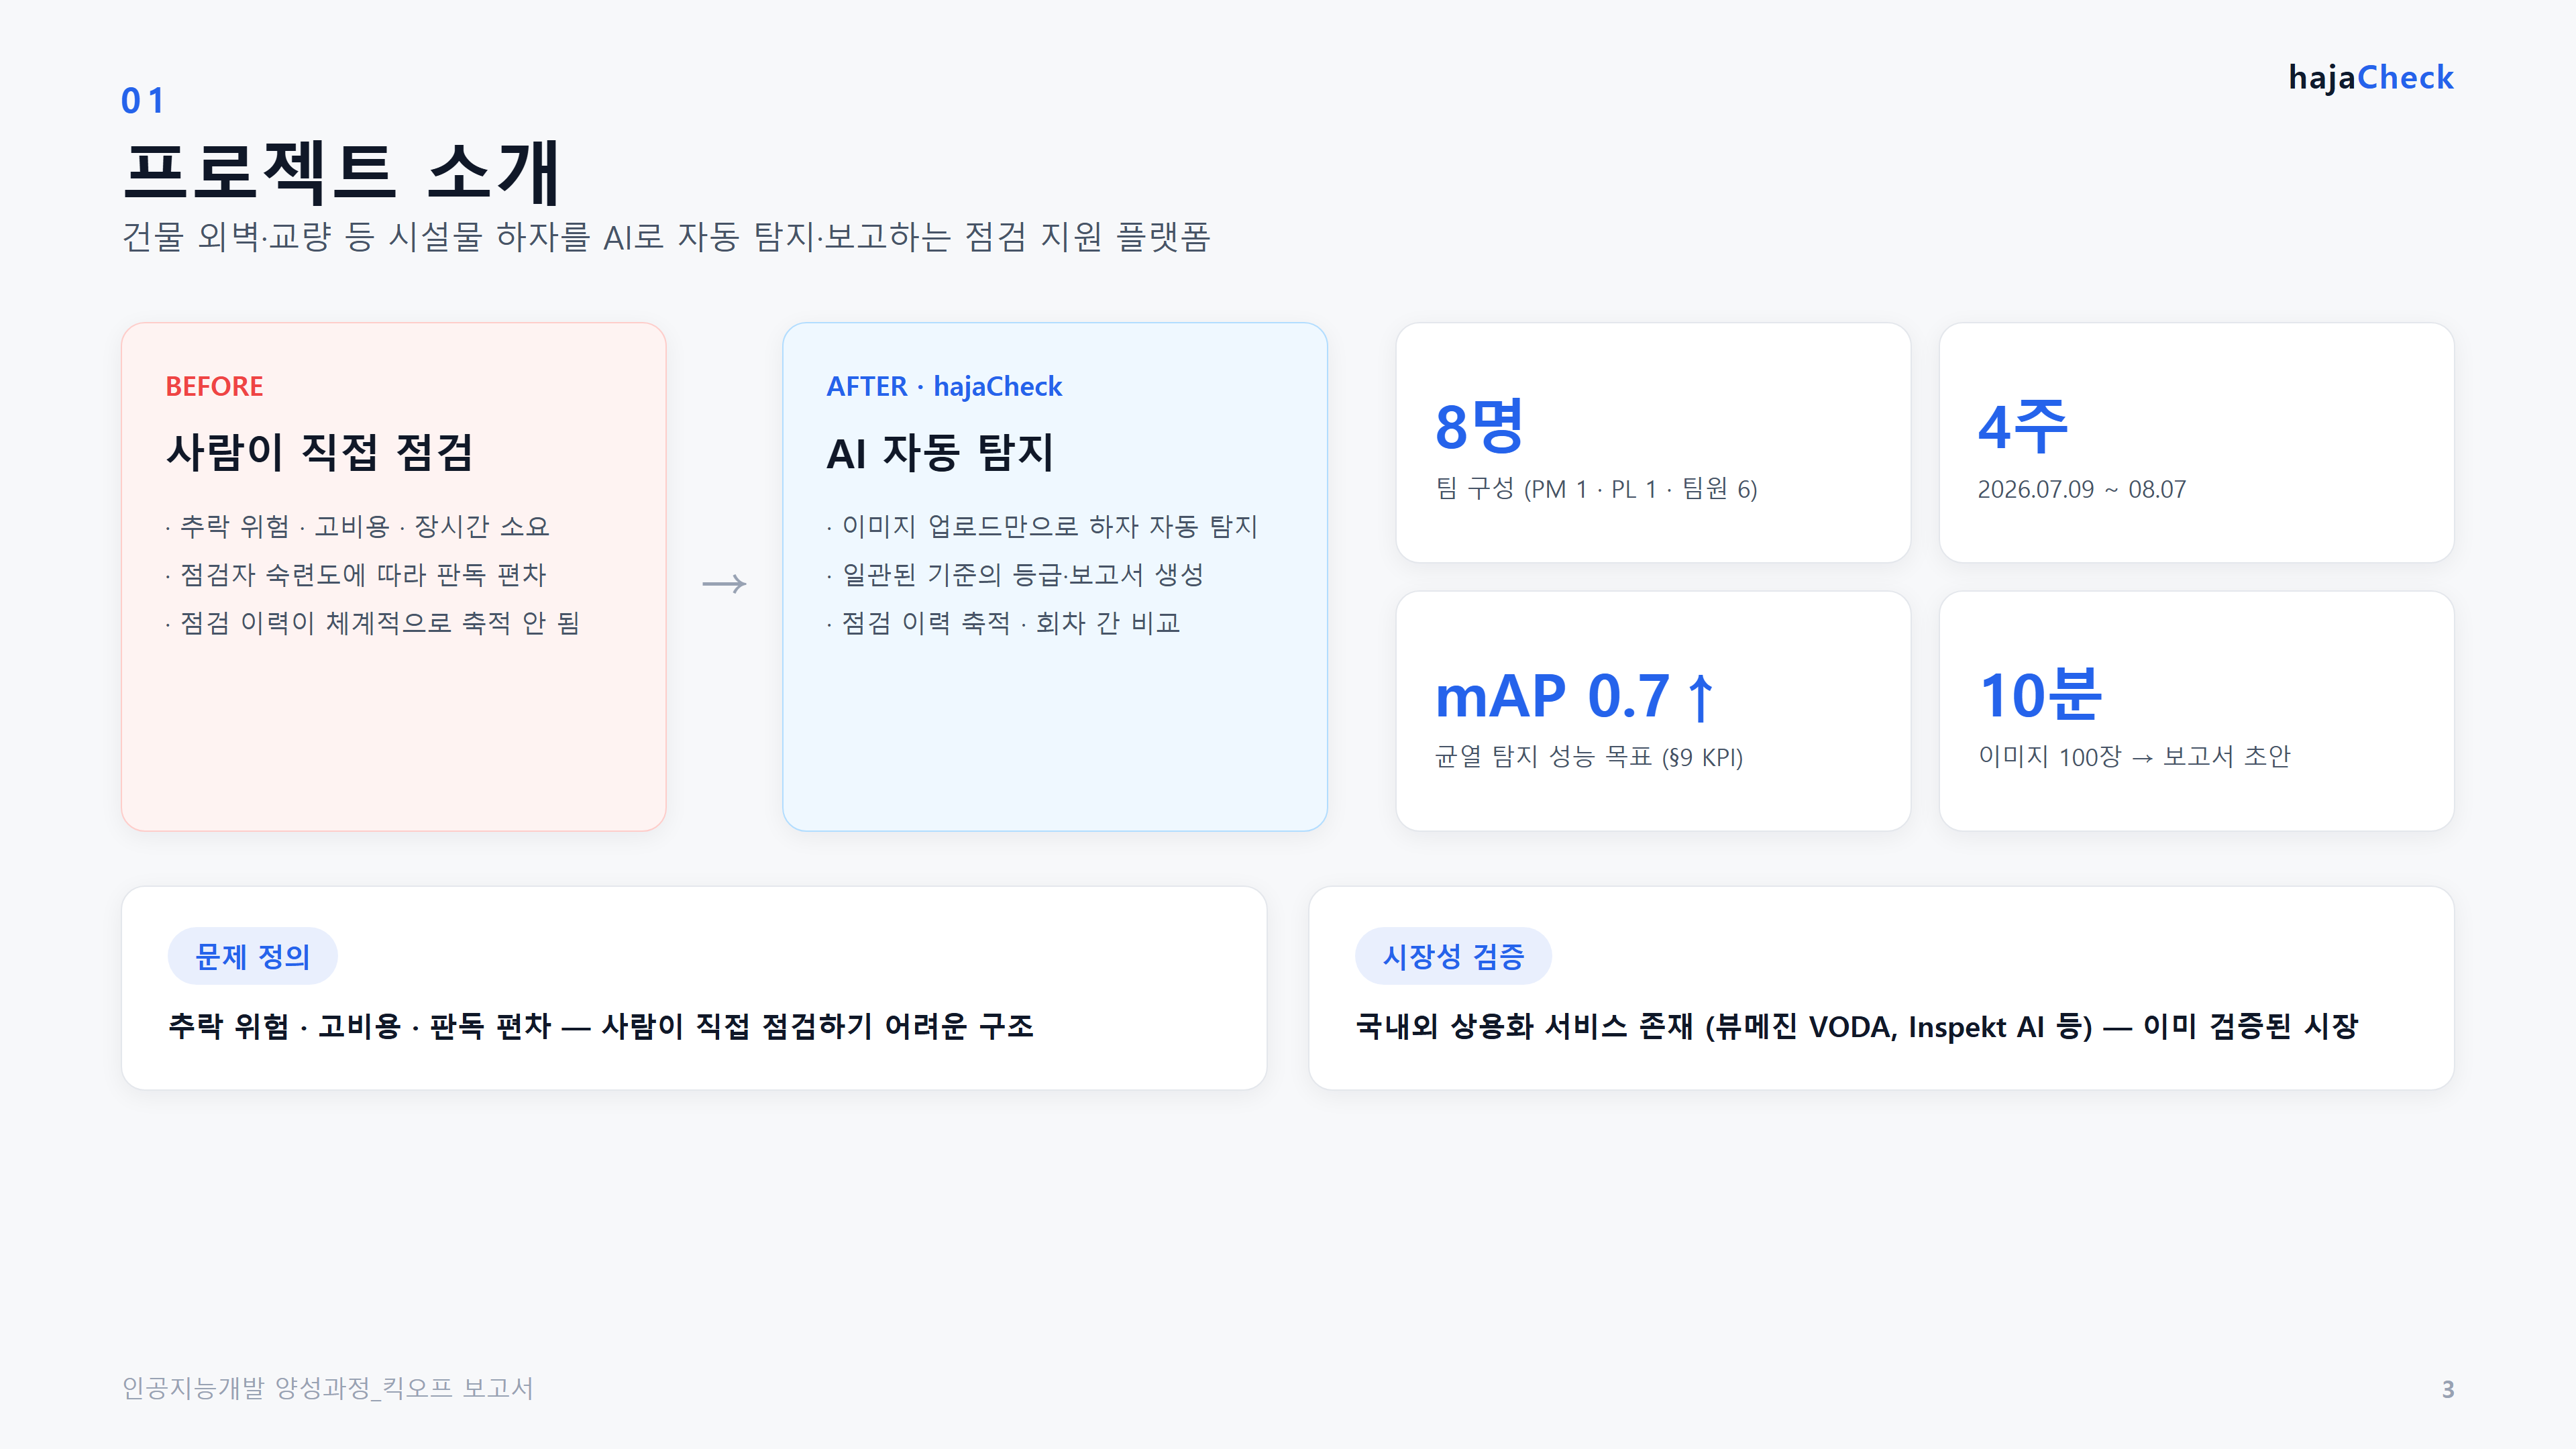 hajaCheck
01
프로젝트 소개
건물 외벽·교량 등 시설물 하자를 AI로 자동 탐지·보고하는 점검 지원 플랫폼
BEFORE
사람이 직접 점검
· 추락 위험 · 고비용 · 장시간 소요
· 점검자 숙련도에 따라 판독 편차
· 점검 이력이 체계적으로 축적 안 됨
→
AFTER · hajaCheck
AI 자동 탐지
· 이미지 업로드만으로 하자 자동 탐지
· 일관된 기준의 등급·보고서 생성
· 점검 이력 축적 · 회차 간 비교
8명
팀 구성 (PM 1 · PL 1 · 팀원 6)
4주
2026.07.09 ~ 08.07
mAP 0.7↑
균열 탐지 성능 목표 (§9 KPI)
10분
이미지 100장 → 보고서 초안
문제 정의
추락 위험 · 고비용 · 판독 편차 — 사람이 직접 점검하기 어려운 구조
시장성 검증
국내외 상용화 서비스 존재 (뷰메진 VODA, Inspekt AI 등) — 이미 검증된 시장
인공지능개발 양성과정_킥오프 보고서
3